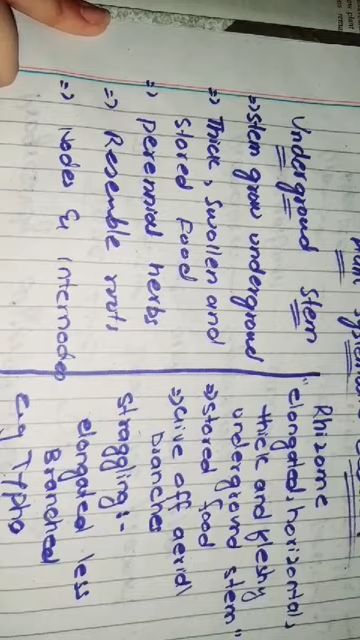 Underground Stem
=> Stem grow underground
=> Thick, swollen and
stored food
=> perennial herbs
=> Resemble roots
=> Nodes & internodes
Rhizome
"elongated, horizontal,
thick and fleshy
underground stem"
=> Stored food
=> Give off aerial
branches
Straggling:-
elongated less
Branched
e.g Typha